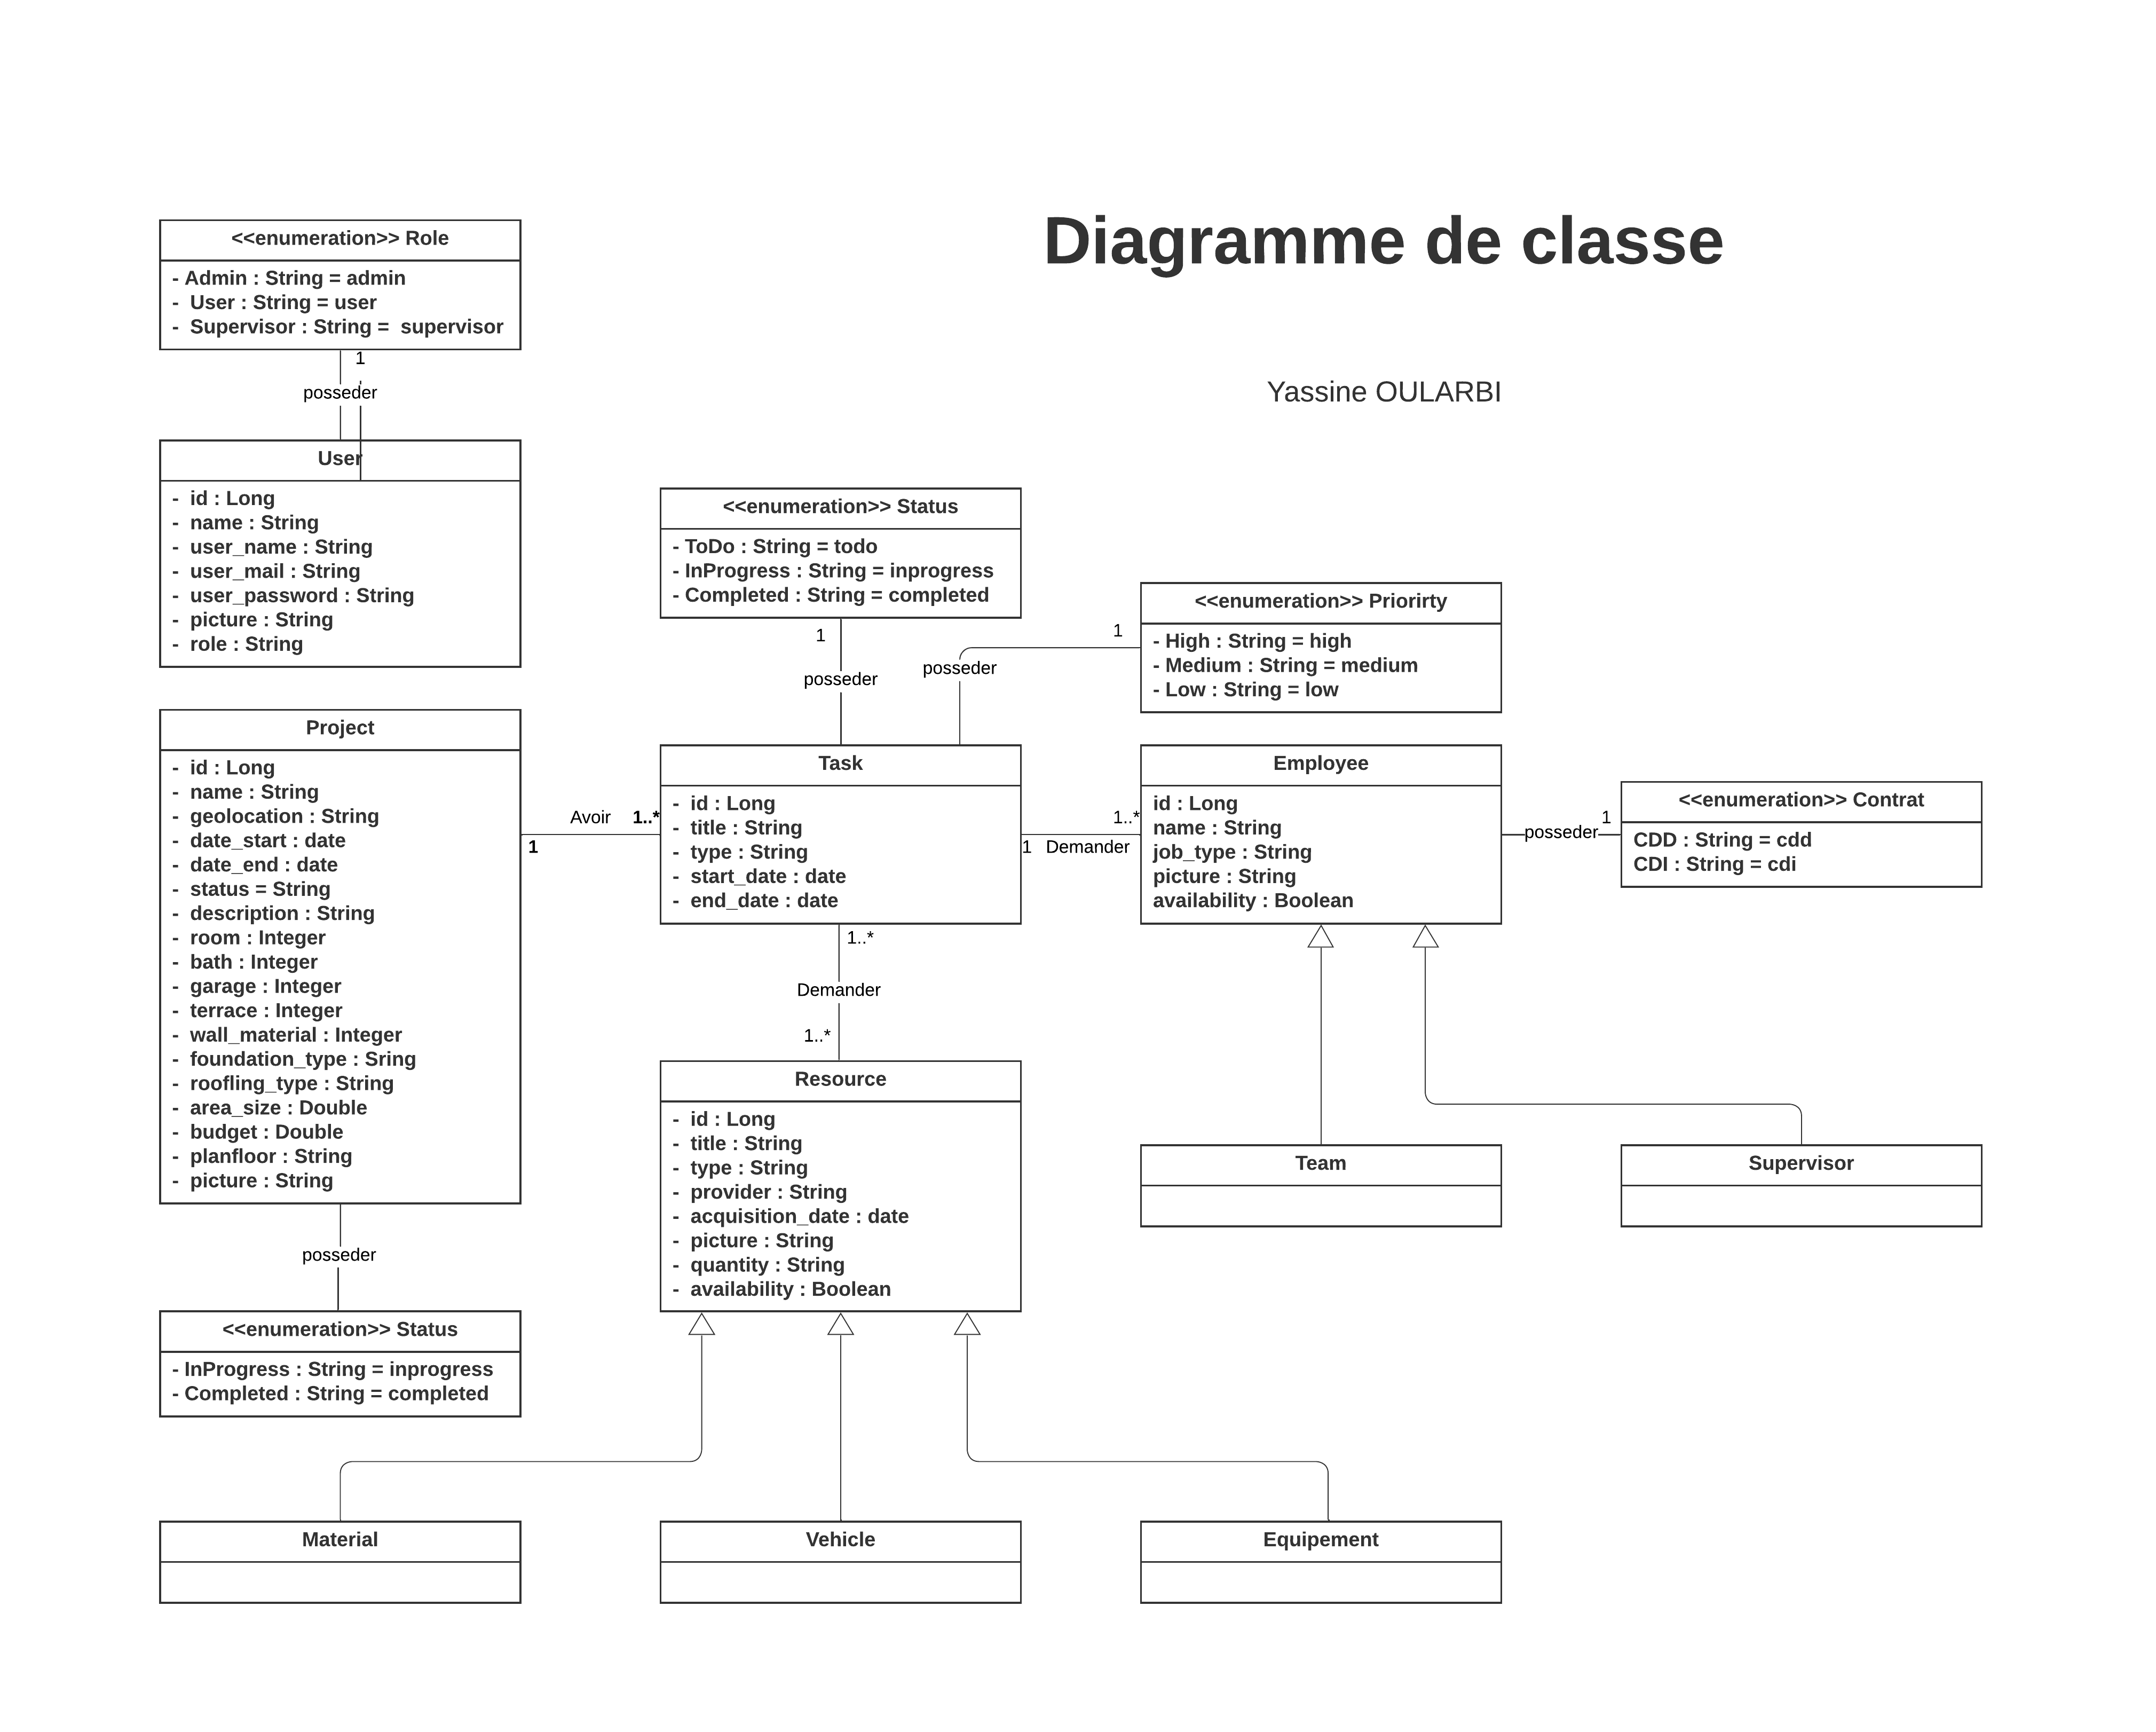 Diagramme de classe
Yassine OULARBI
<<enumeration>> Role
- Admin : String = admin
- User : String = user
- Supervisor : String = supervisor
1
posseder
User
- id : Long
- name : String
- user_name : String
- user_mail : String
- user_password : String
- picture : String
- role : String
<<enumeration>> Status
- ToDo : String = todo
- InProgress : String = inprogress
- Completed : String = completed
1
posseder
<<enumeration>> Priorirty
- High : String = high
- Medium : String = medium
- Low : String = low
1
posseder
Project
- id : Long
- name : String
- geolocation : String
- date_start : date
- date_end : date
- status = String
- description : String
- room : Integer
- bath : Integer
- garage : Integer
- terrace : Integer
- wall_material : Integer
- foundation_type : Sring
- roofling_type : String
- area_size : Double
- budget : Double
- planfloor : String
- picture : String
Avoir
1..*
1
Task
- id : Long
- title : String
- type : String
- start_date : date
- end_date : date
1..*
1 Demander
Employee
id : Long
name : String
job_type : String
picture : String
availability : Boolean
posseder
1
<<enumeration>> Contrat
CDD : String = cdd
CDI : String = cdi
1..*
Demander
1..*
Resource
- id : Long
- title : String
- type : String
- provider : String
- acquisition_date : date
- picture : String
- quantity : String
- availability : Boolean
Team
Supervisor
posseder
<<enumeration>> Status
- InProgress : String = inprogress
- Completed : String = completed
Material
Vehicle
Equipement